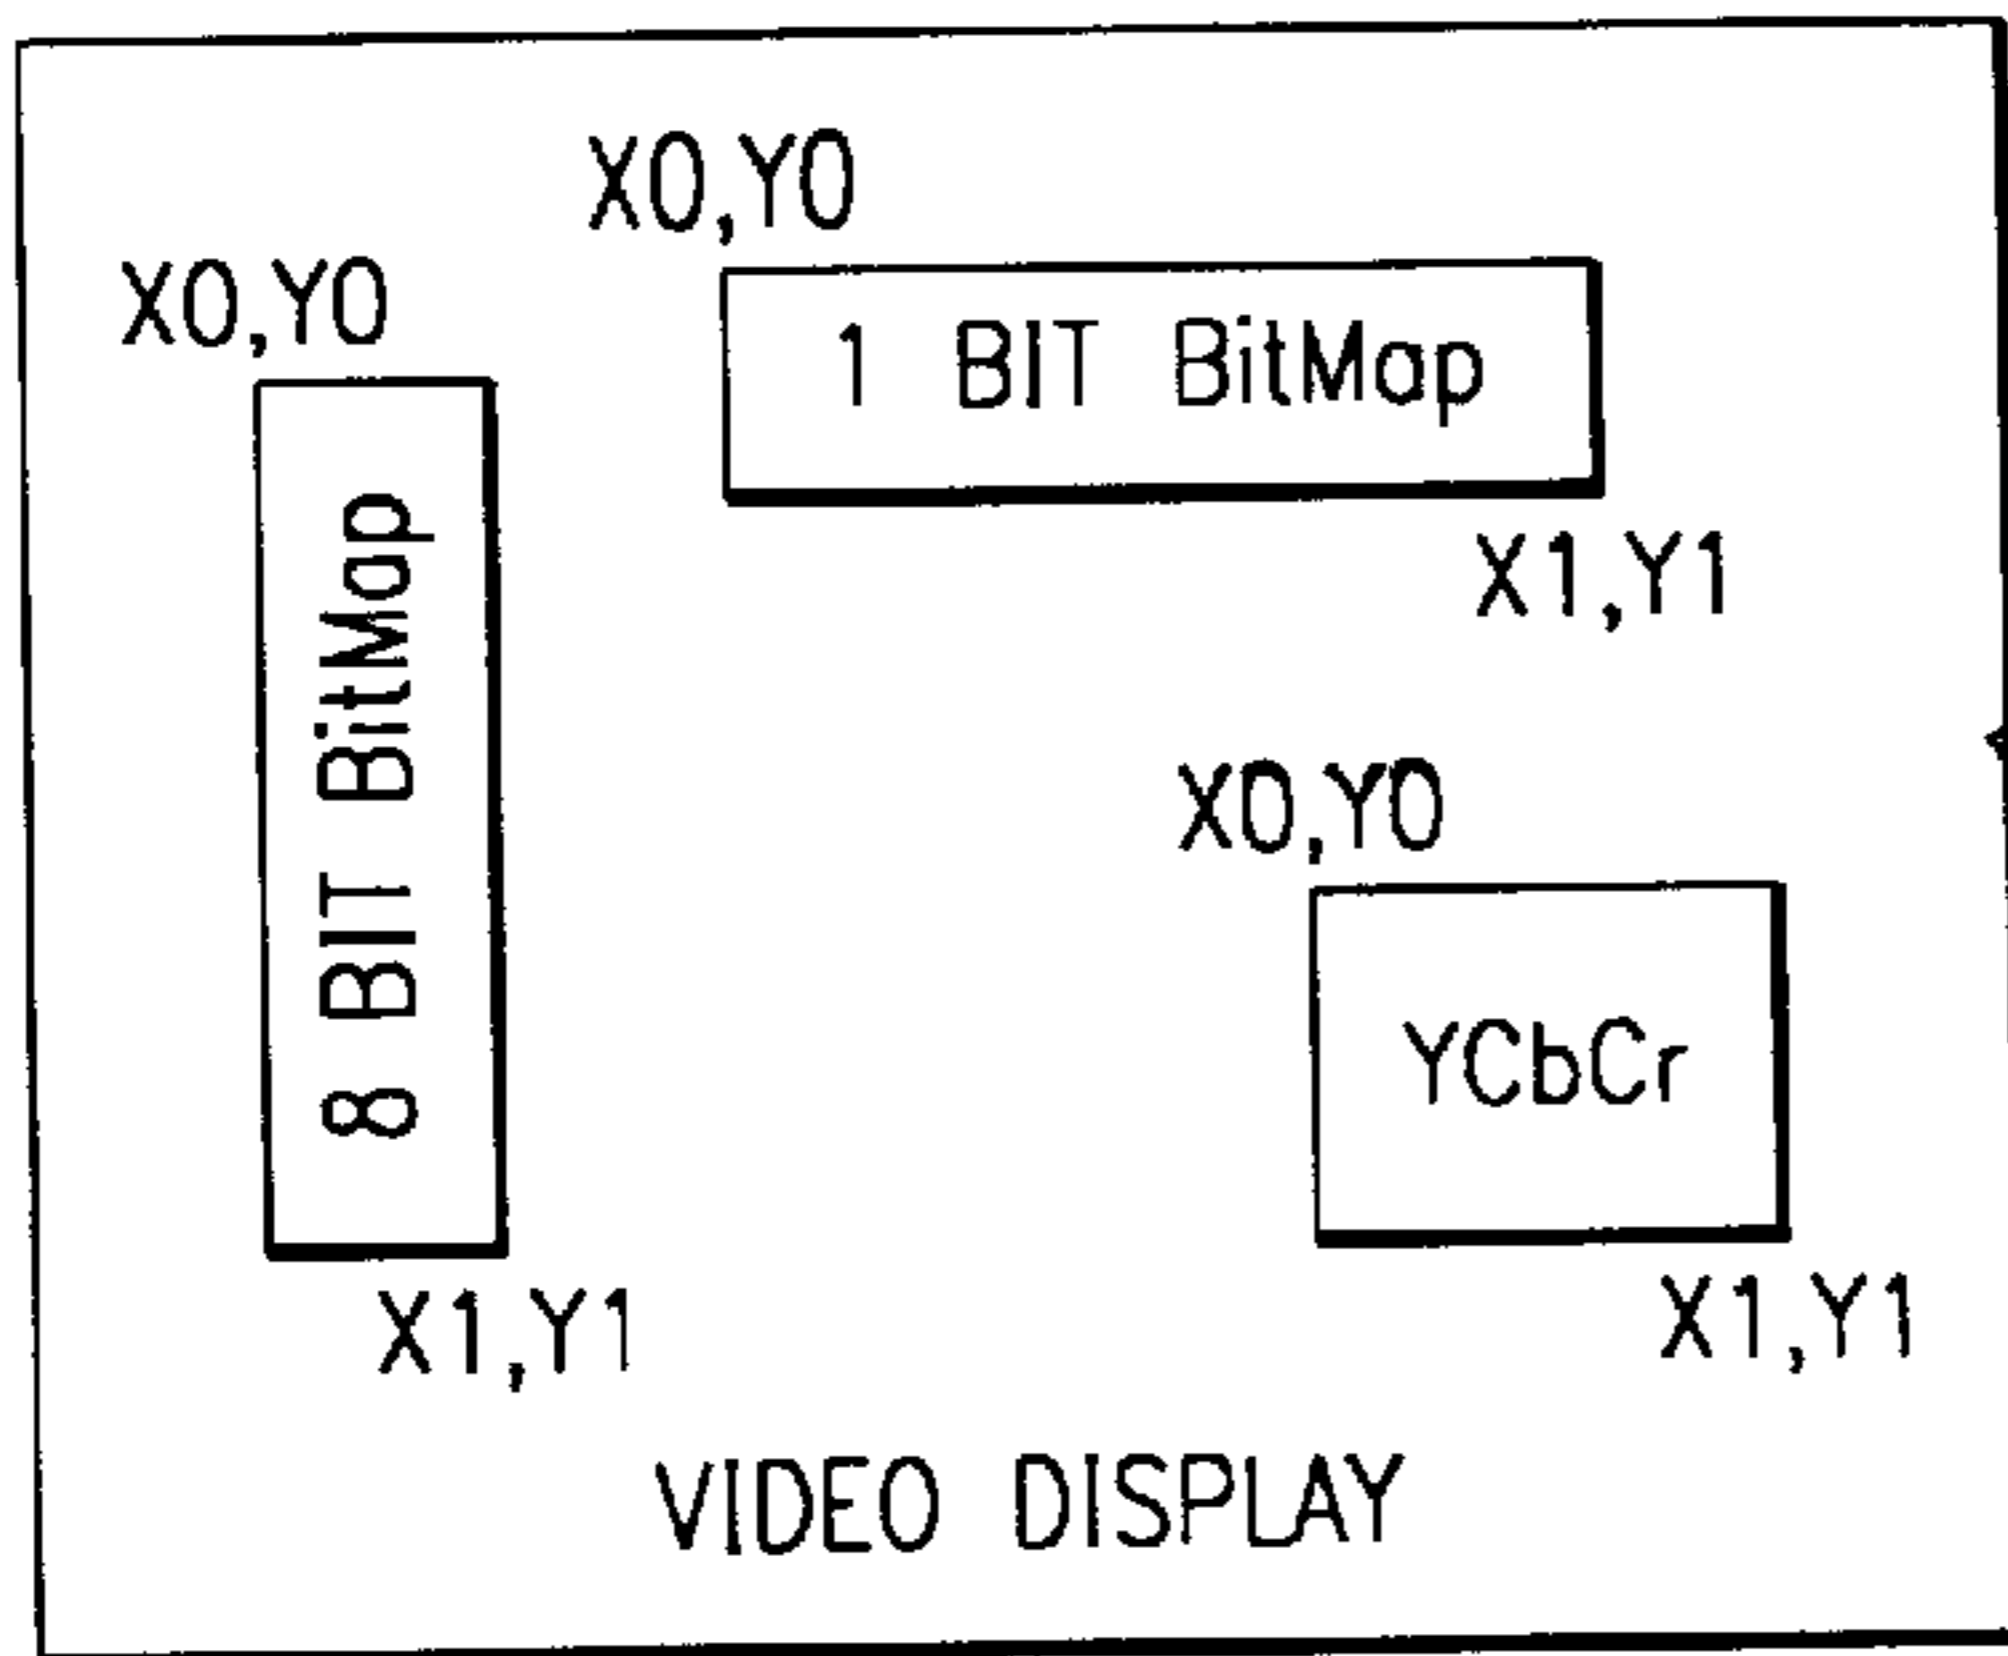 X0,Y0
X0,Y0
1 BIT BitMap
8 BIT BitMap
X1,Y1
X0,Y0
YCbCr
X1,Y1
X1,Y1
VIDEO DISPLAY